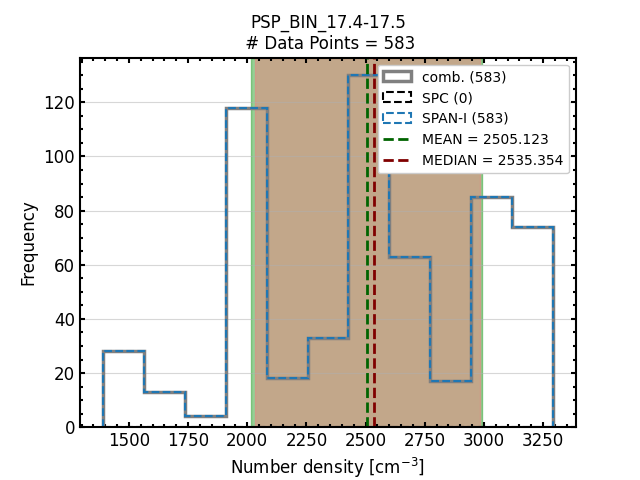 PSP_BIN_17.4-17.5
# Data Points = 583
comb. (583)
SPC (0)
SPAN-I (583)
MEAN = 2505.123
MEDIAN = 2535.354
Frequency
120
100
80
60
40
20
0
1500 1750 2000 2250 2500 2750 3000 3250
Number density [cm⁻³]